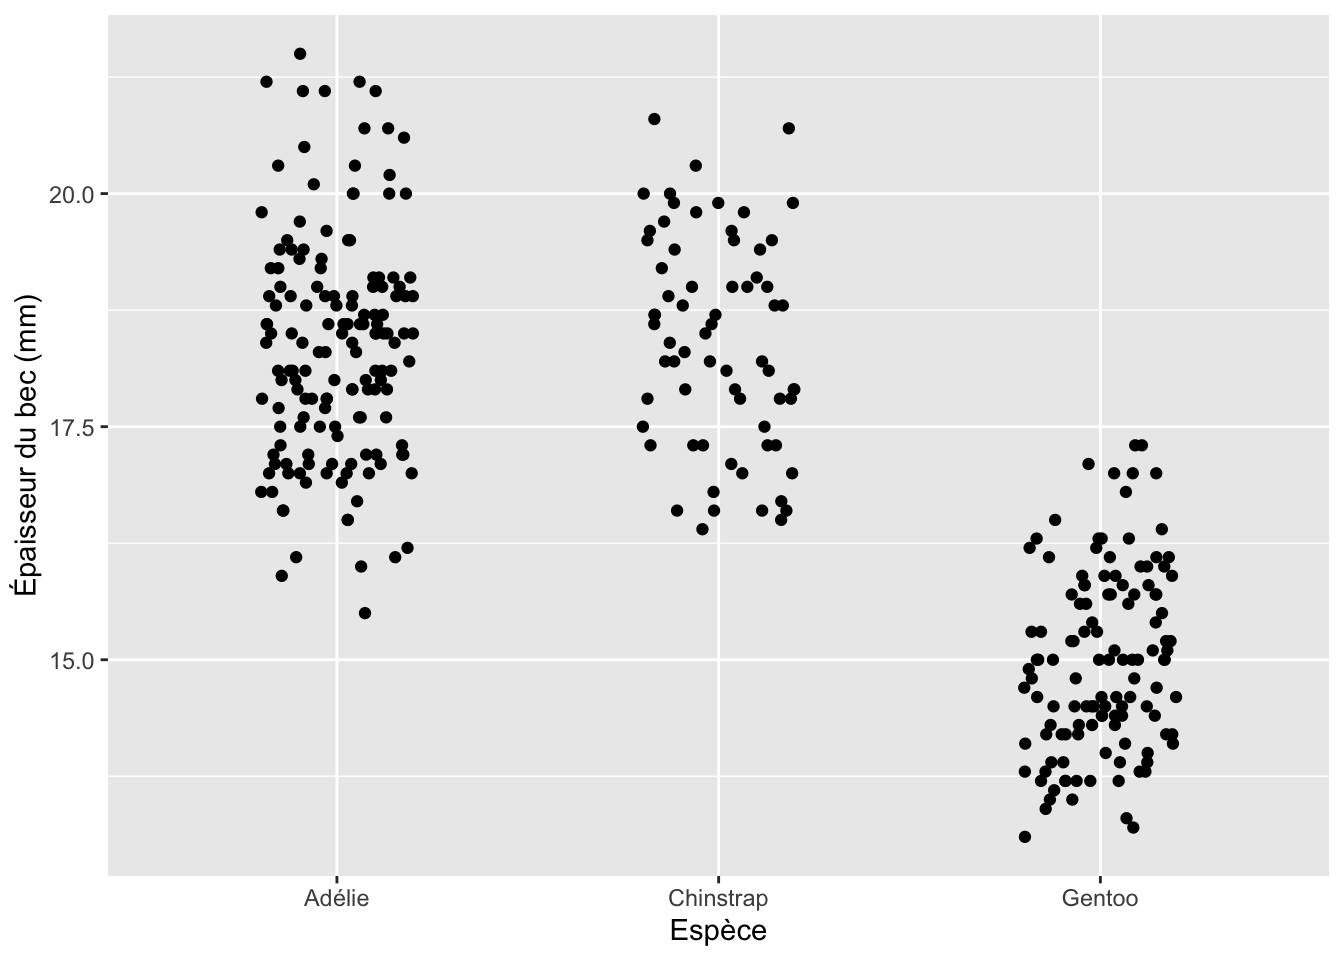 Épaisseur du bec (mm)
20.0
17.5
15.0
Adélie
Chinstrap
Gentoo
Espèce